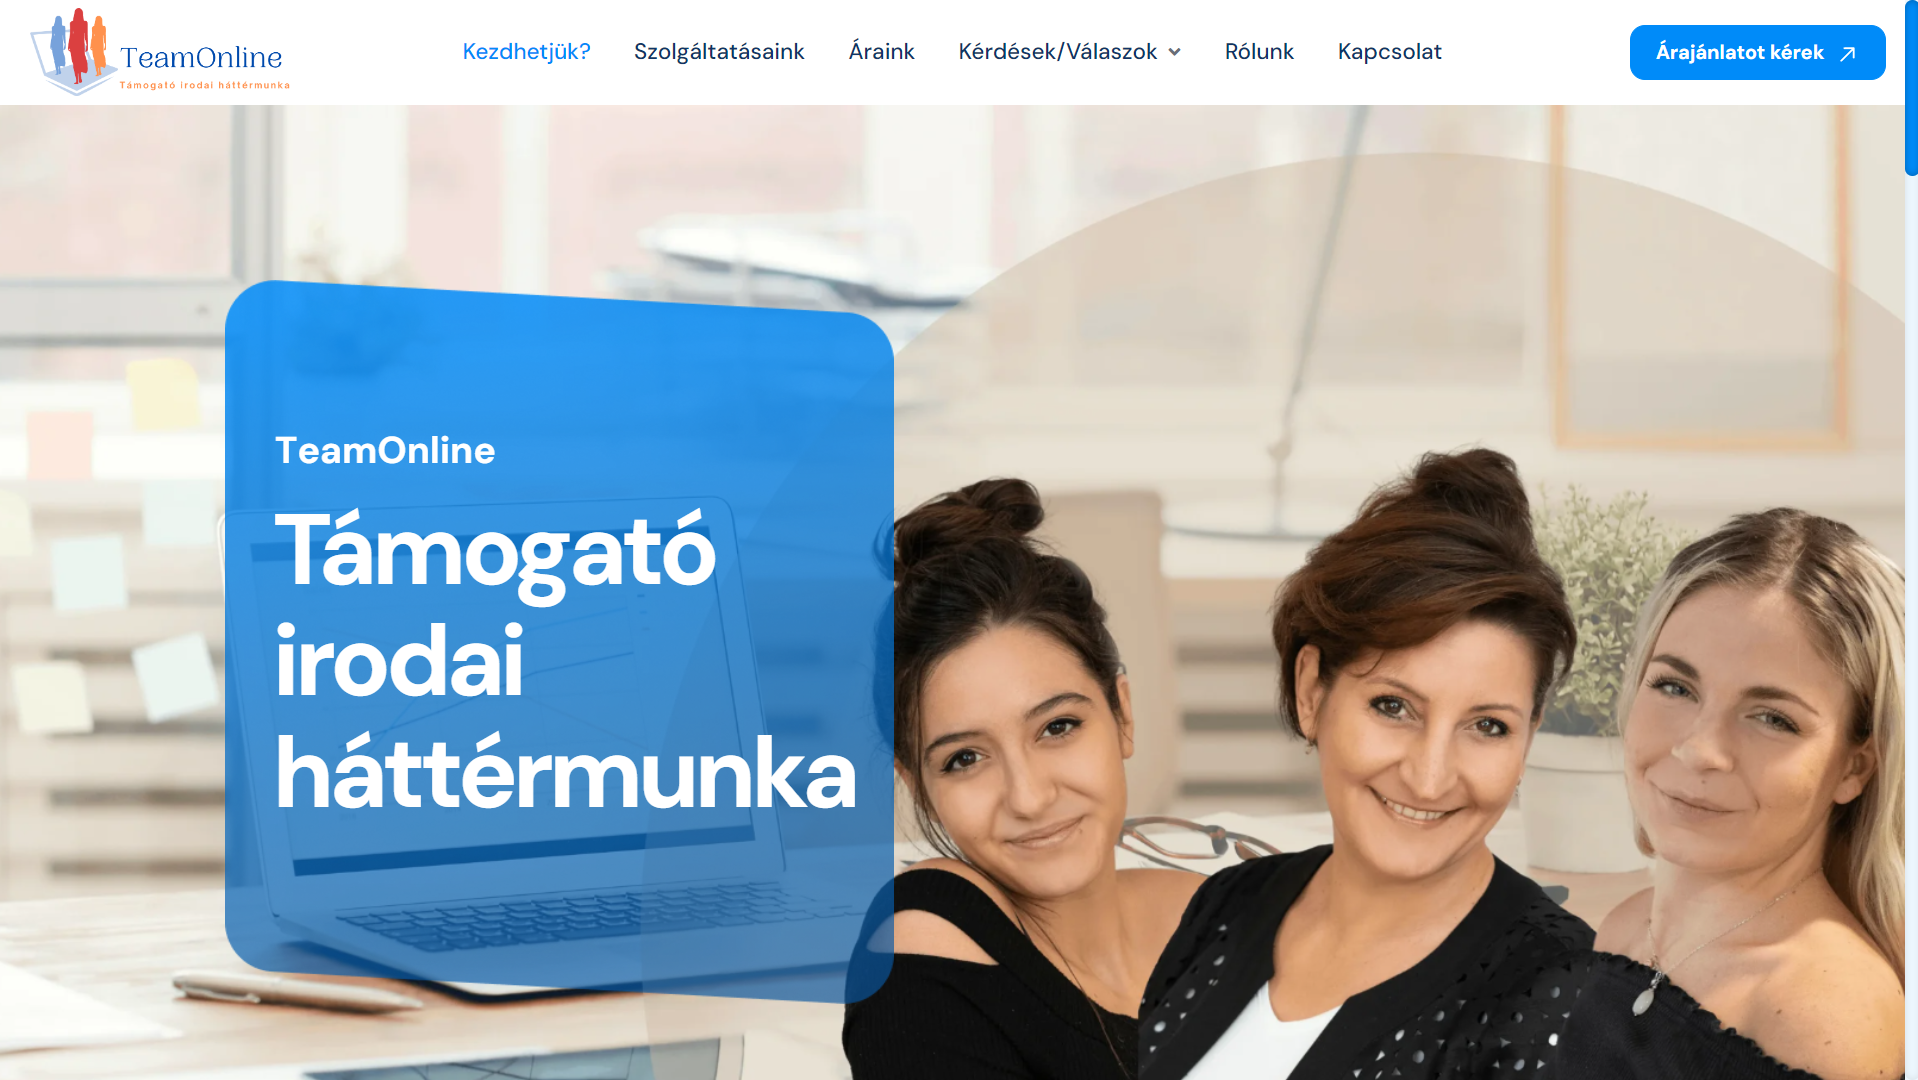 TeamOnline
Támogató irodai háttérmunka
Kezdhetjük?
Szolgáltatásaink
Áraink
Kérdések/Válaszok
Rólunk
Kapcsolat
Árajánlatot kérek
TeamOnline
Támogató
irodai
háttérmunka